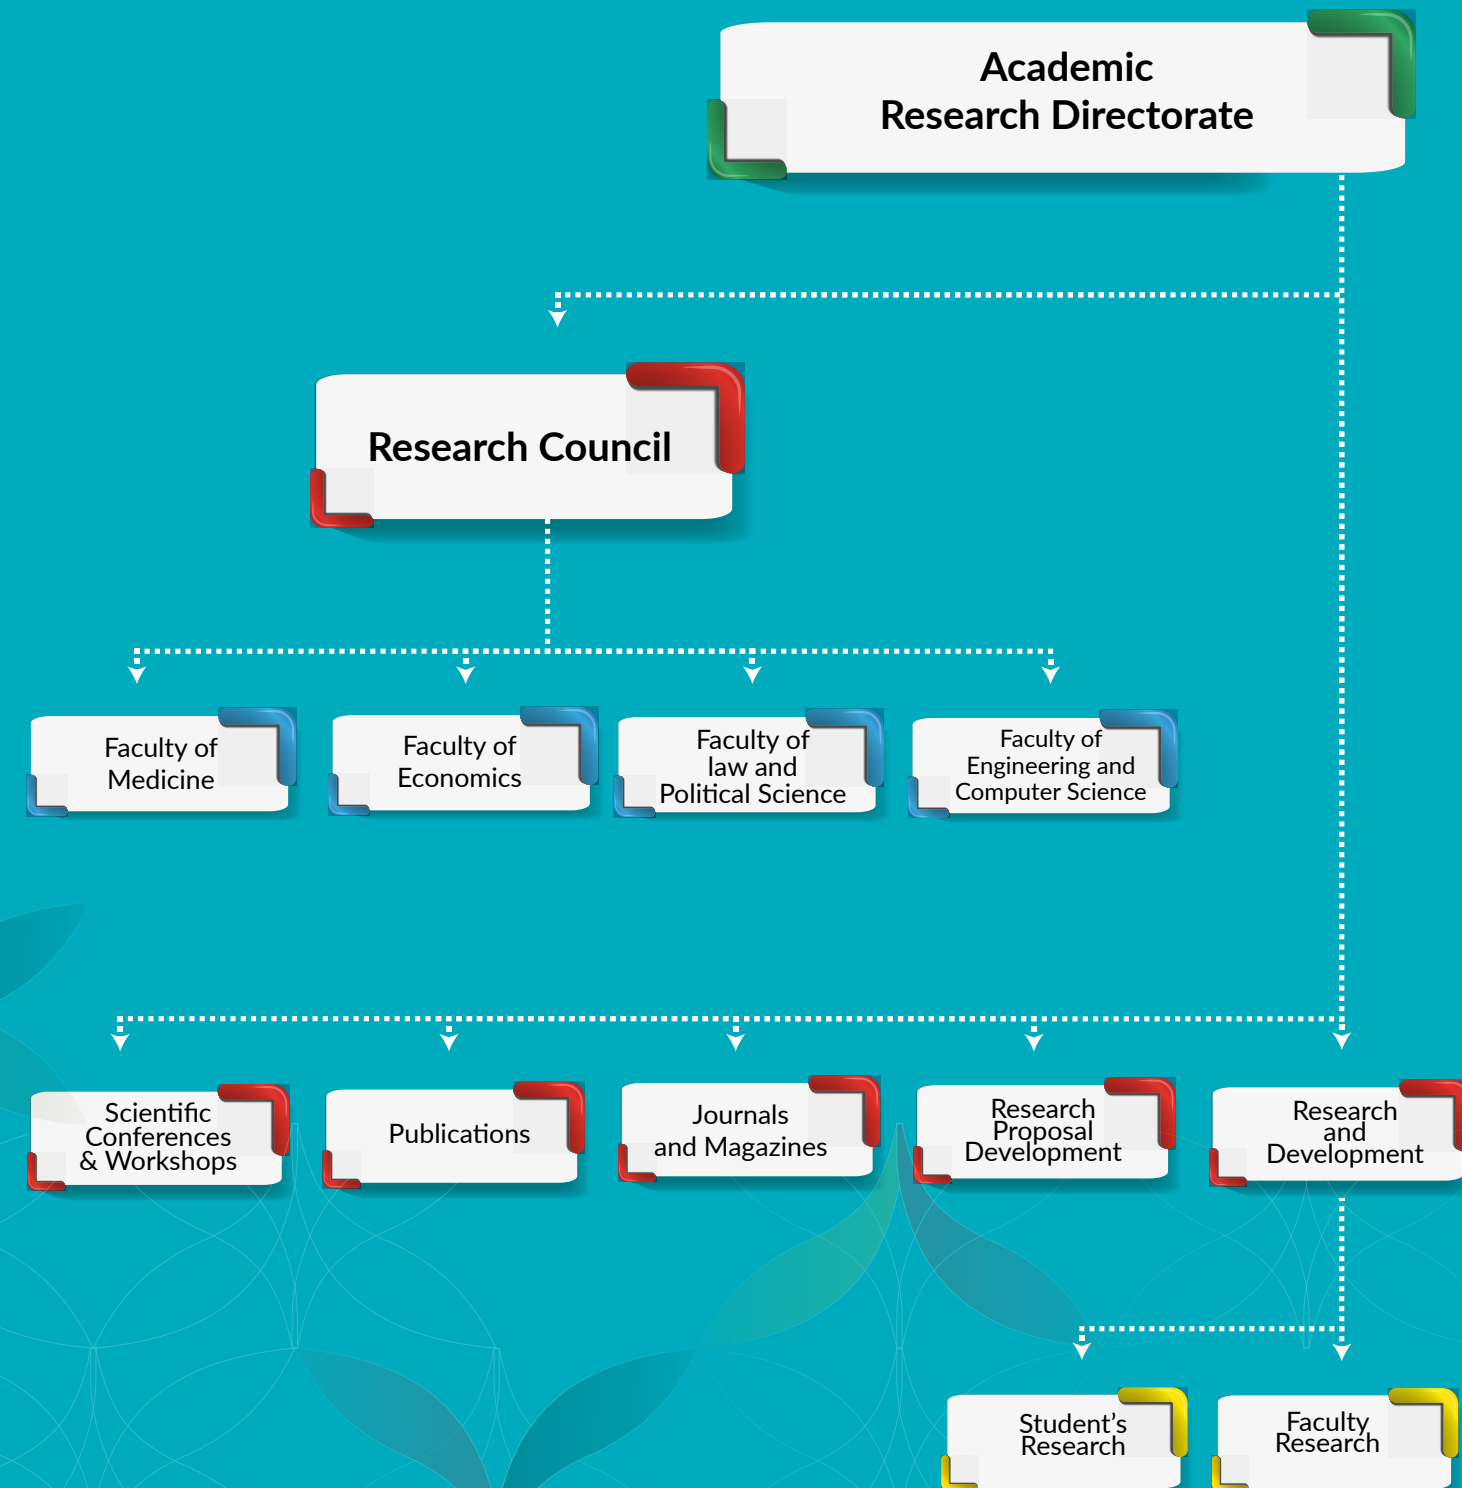 Academic
Research Directorate
Research Council
Faculty of
Medicine
Faculty of
Economics
Faculty of
law and
Political Science
Faculty of
Engineering and
Computer Science
Scientific
Conferences
& Workshops
Publications
Journals
and Magazines
Research
Proposal
Development
Research
and
Development
Student’s
Research
Faculty
Research